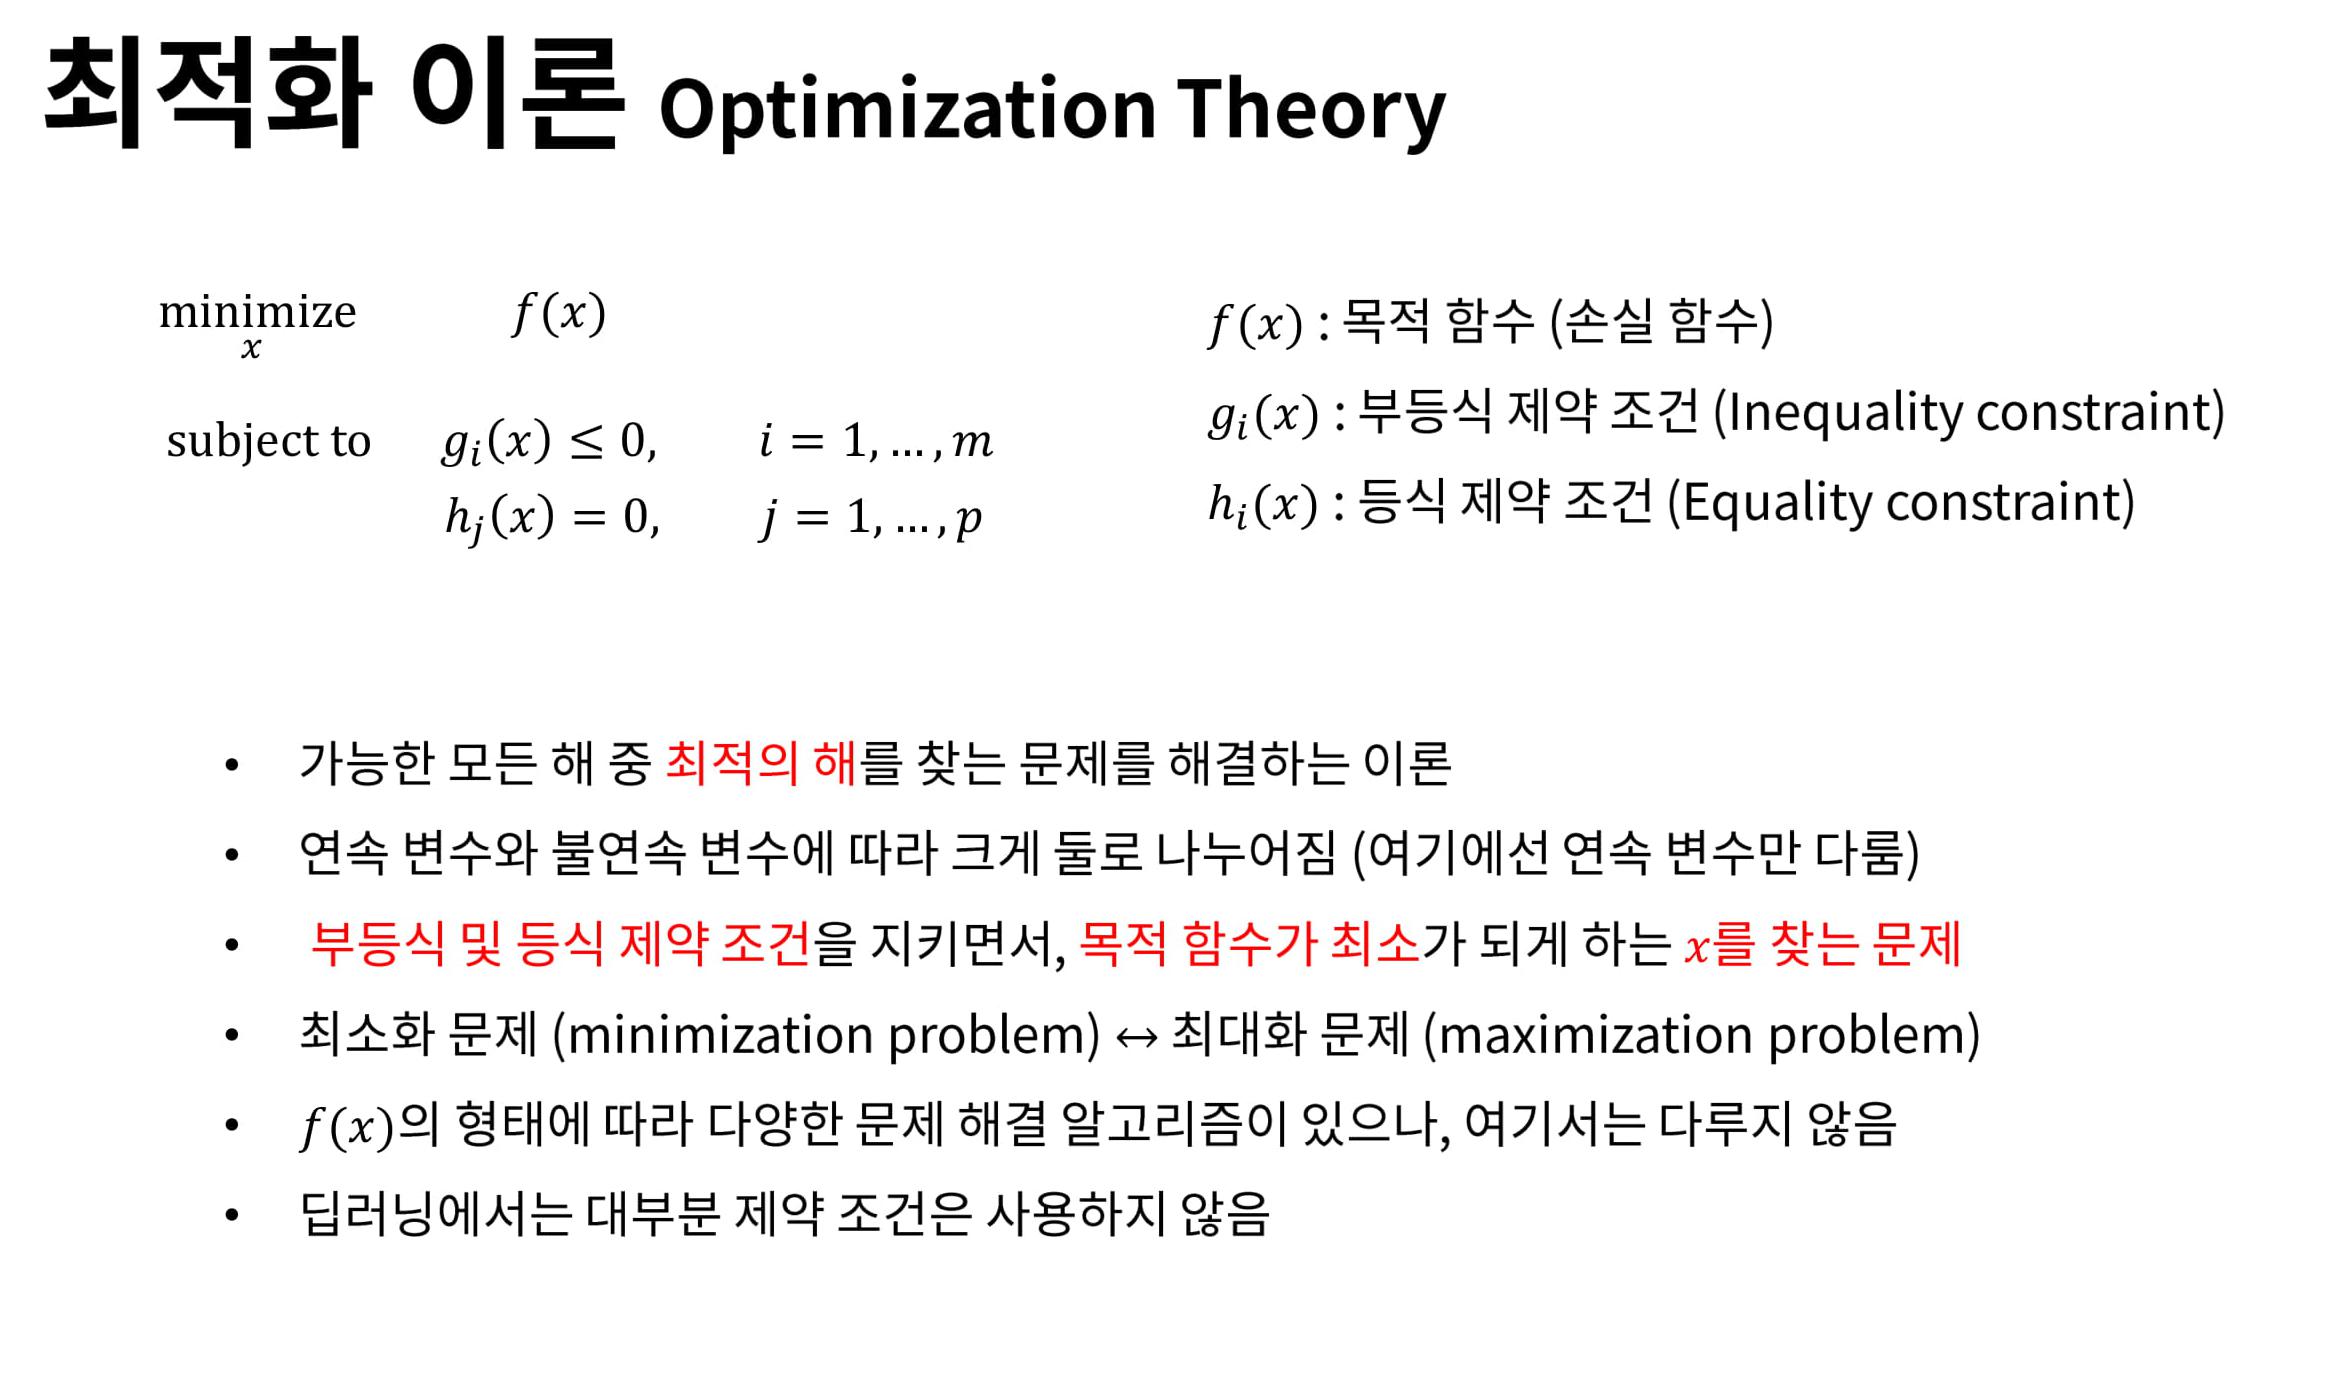 최적화 이론 Optimization Theory
minimize f(x)
x
subject to g_i(x) ≤ 0, i = 1, ... , m
h_j(x) = 0, j = 1, ... , p
f(x) : 목적 함수 (손실 함수)
g_i(x) : 부등식 제약 조건 (Inequality constraint)
h_i(x) : 등식 제약 조건 (Equality constraint)
• 가능한 모든 해 중 최적의 해를 찾는 문제를 해결하는 이론
• 연속 변수와 불연속 변수에 따라 크게 둘로 나누어짐 (여기에선 연속 변수만 다룸)
• 부등식 및 등식 제약 조건을 지키면서, 목적 함수가 최소가 되게 하는 x를 찾는 문제
• 최소화 문제 (minimization problem) ↔ 최대화 문제 (maximization problem)
• f(x)의 형태에 따라 다양한 문제 해결 알고리즘이 있으나, 여기서는 다루지 않음
• 딥러닝에서는 대부분 제약 조건은 사용하지 않음